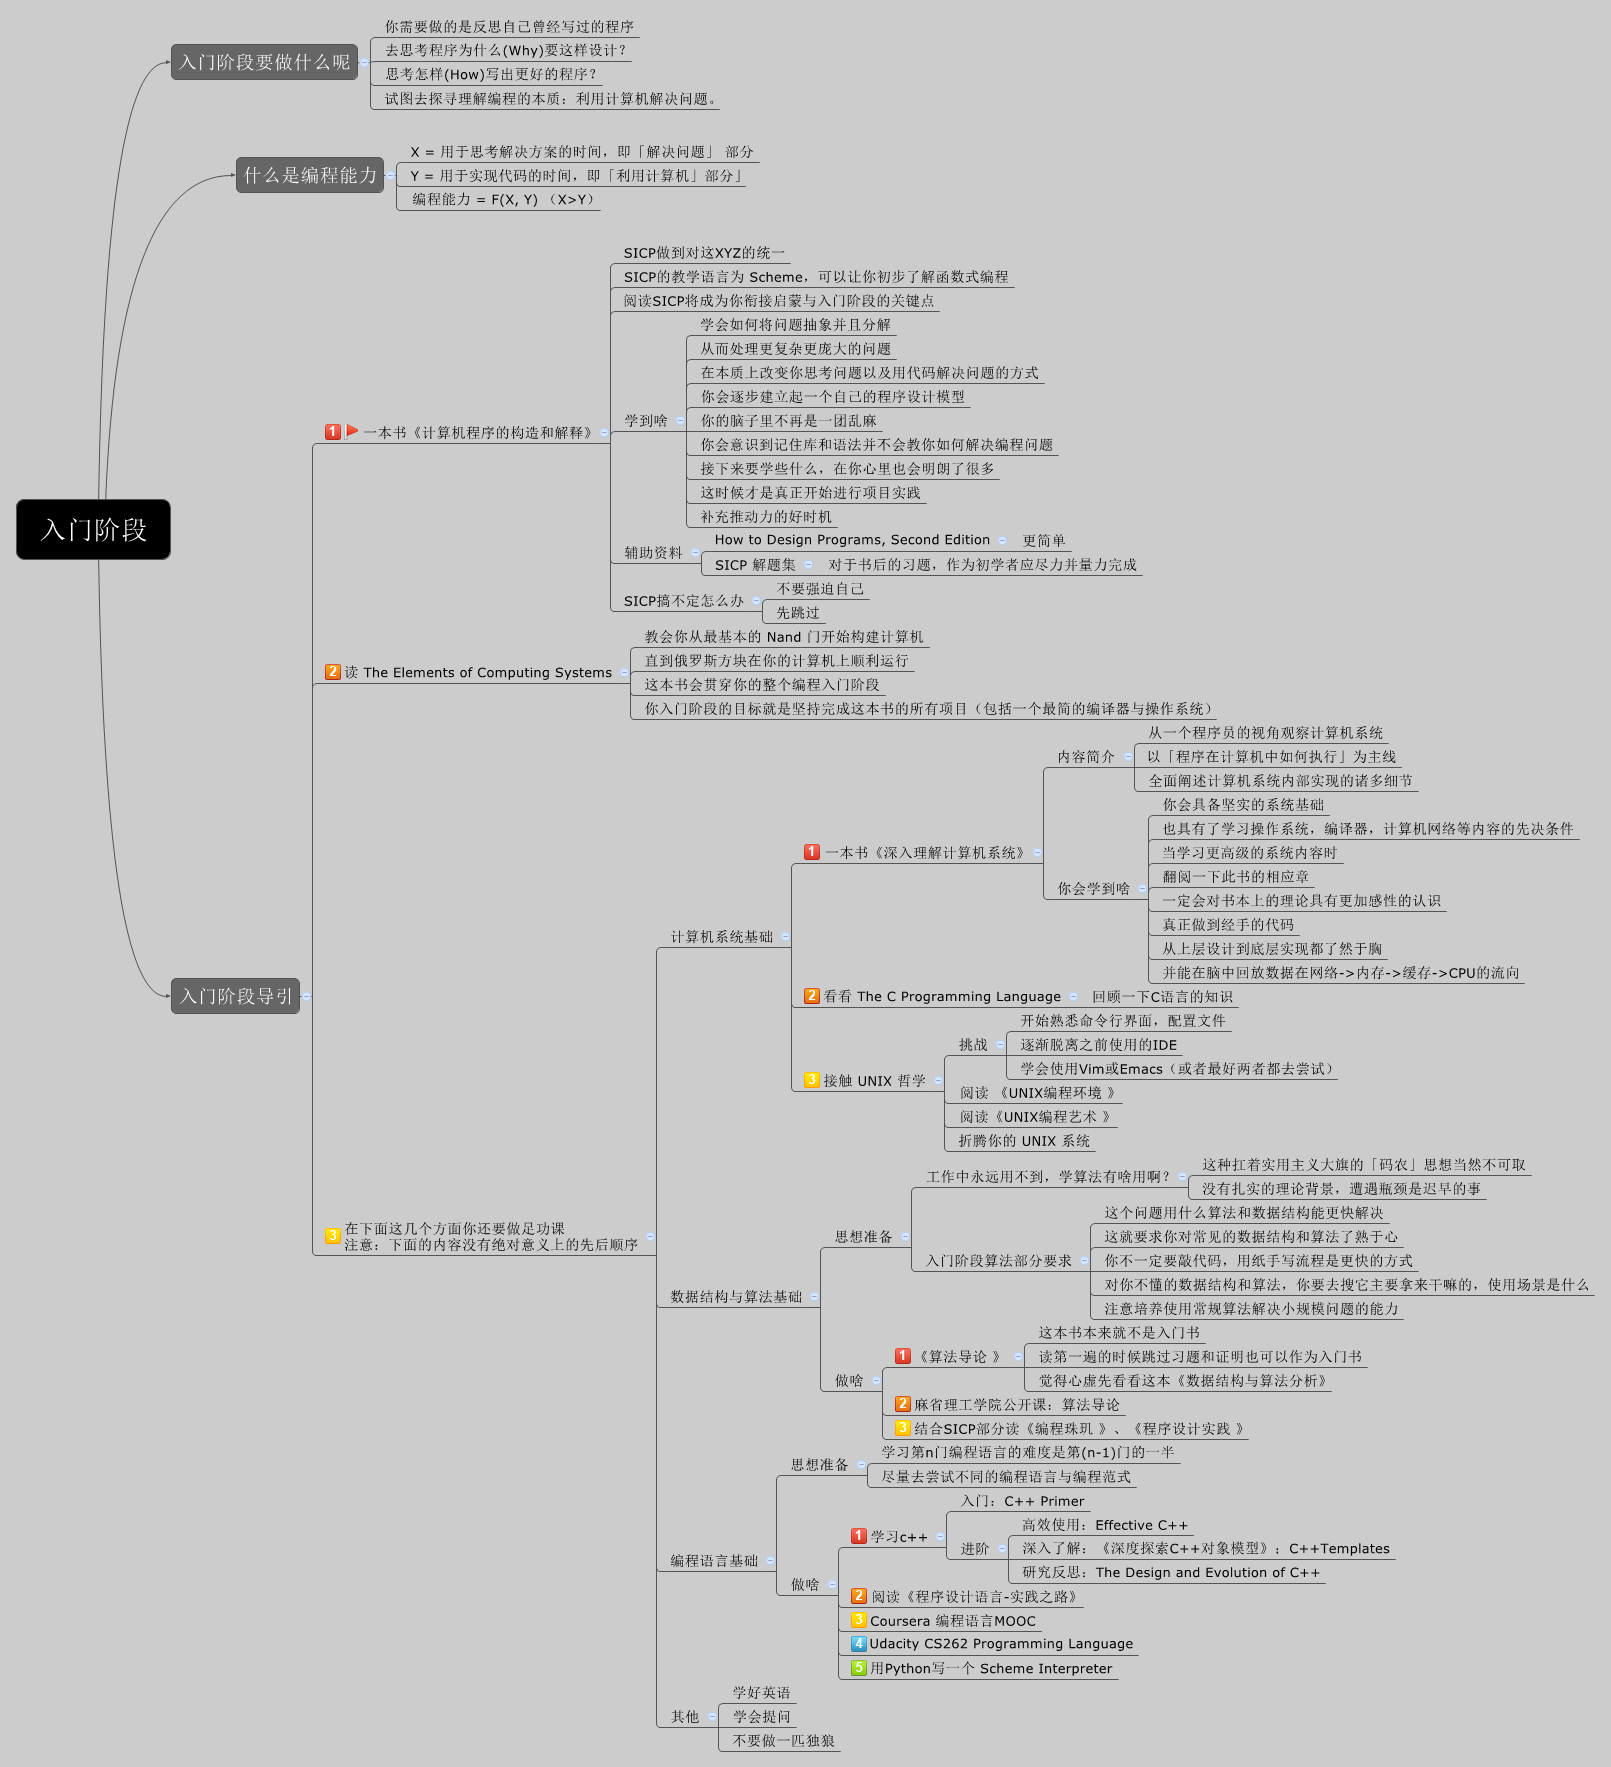 入门阶段
入门阶段要做什么呢
你需要做的是反思自己曾经写过的程序
去思考程序为什么(Why)要这样设计？
思考怎样(How)写出更好的程序？
试图去探寻理解编程的本质：利用计算机解决问题。
什么是编程能力
X = 用于思考解决方案的时间，即「解决问题」 部分
Y = 用于实现代码的时间，即「利用计算机」部分」
编程能力 = F(X, Y) （X>Y）
入门阶段导引
1 一本书《计算机程序的构造和解释》
SICP做到对这XYZ的统一
SICP的教学语言为 Scheme，可以让你初步了解函数式编程
阅读SICP将成为你衔接启蒙与入门阶段的关键点
学到啥
学会如何将问题抽象并且分解
从而处理更复杂更庞大的问题
在本质上改变你思考问题以及用代码解决问题的方式
你会逐步建立起一个自己的程序设计模型
你的脑子里不再是一团乱麻
你会意识到记住库和语法并不会教你如何解决编程问题
接下来要学些什么，在你心里也会明朗了很多
这时候才是真正开始进行项目实践
补充推动力的好时机
辅助资料
How to Design Programs, Second Edition
更简单
SICP 解题集
对于书后的习题，作为初学者应尽力并量力完成
SICP搞不定怎么办
不要强迫自己
先跳过
2 读 The Elements of Computing Systems
教会你从最基本的 Nand 门开始构建计算机
直到俄罗斯方块在你的计算机上顺利运行
这本书会贯穿你的整个编程入门阶段
你入门阶段的目标就是坚持完成这本书的所有项目（包括一个最简的编译器与操作系统）
3 在下面这几个方面你还要做足功课
注意：下面的内容没有绝对意义上的先后顺序
计算机系统基础
1 一本书《深入理解计算机系统》
内容简介
从一个程序员的视角观察计算机系统
以「程序在计算机中如何执行」为主线
全面阐述计算机系统内部实现的诸多细节
你会学到啥
你会具备坚实的系统基础
也具有了学习操作系统，编译器，计算机网络等内容的先决条件
当学习更高级的系统内容时
翻阅一下此书的相应章
一定会对书本上的理论具有更加感性的认识
真正做到经手的代码
从上层设计到底层实现都了然于胸
并能在脑中回放数据在网络->内存->缓存->CPU的流向
2 看看 The C Programming Language
回顾一下C语言的知识
3 接触 UNIX 哲学
挑战
开始熟悉命令行界面，配置文件
逐渐脱离之前使用的IDE
学会使用Vim或Emacs（或者最好两者都去尝试）
阅读 《UNIX编程环境 》
阅读《UNIX编程艺术 》
折腾你的 UNIX 系统
数据结构与算法基础
思想准备
工作中永远用不到，学算法有啥用啊？
这种扛着实用主义大旗的「码农」思想当然不可取
没有扎实的理论背景，遭遇瓶颈是迟早的事
入门阶段算法部分要求
这个问题用什么算法和数据结构能更快解决
这就要求你对常见的数据结构和算法了熟于心
你不一定要敲代码，用纸手写流程是更快的方式
对你不懂的数据结构和算法，你要去搜它主要拿来干嘛的，使用场景是什么
注意培养使用常规算法解决小规模问题的能力
做啥
1 《算法导论 》
这本书本来就不是入门书
读第一遍的时候跳过习题和证明也可以作为入门书
觉得心虚先看看这本《数据结构与算法分析》
2 麻省理工学院公开课：算法导论
3 结合SICP部分读《编程珠玑 》、《程序设计实践 》
编程语言基础
思想准备
学习第n门编程语言的难度是第(n-1)门的一半
尽量去尝试不同的编程语言与编程范式
做啥
1 学习c++
入门：C++ Primer
进阶
高效使用：Effective C++
深入了解：《深度探索C++对象模型》；C++Templates
研究反思：The Design and Evolution of C++
2 阅读《程序设计语言-实践之路》
3 Coursera 编程语言MOOC
4 Udacity CS262 Programming Language
5 用Python写一个 Scheme Interpreter
其他
学好英语
学会提问
不要做一匹独狼